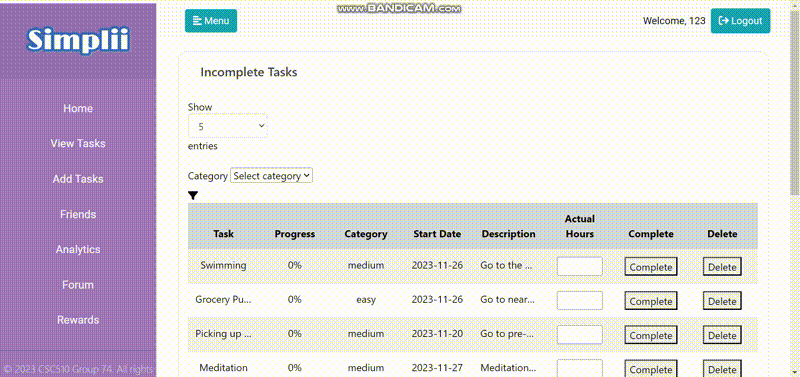 www.BANDICAM.com
Simplii
Menu
Welcome, 123
Logout
Home
View Tasks
Add Tasks
Friends
Analytics
Forum
Rewards
© 2023 CSC510 Group 74. All rights
Incomplete Tasks
Show
5
entries
Category Select category
Task Progress Category Start Date Description Actual Hours Complete Delete
Swimming 0% medium 2023-11-26 Go to the ... Complete Delete
Grocery Pu... 0% easy 2023-11-26 Go to near... Complete Delete
Picking up ... 0% medium 2023-11-20 Go to pre-... Complete Delete
Meditation 0% medium 2023-11-27 Meditation... Complete Delete